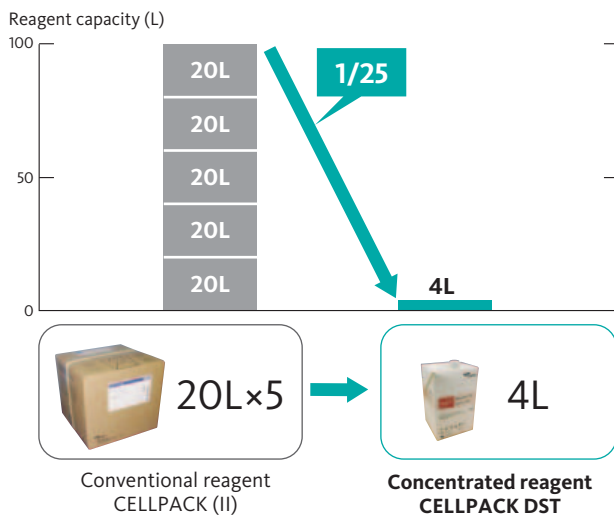 Reagent capacity (L)
100
50
0
20L
20L
20L
20L
20L
1/25
4L
20L×5
4L
Conventional reagent
CELLPACK (II)
Concentrated reagent
CELLPACK DST